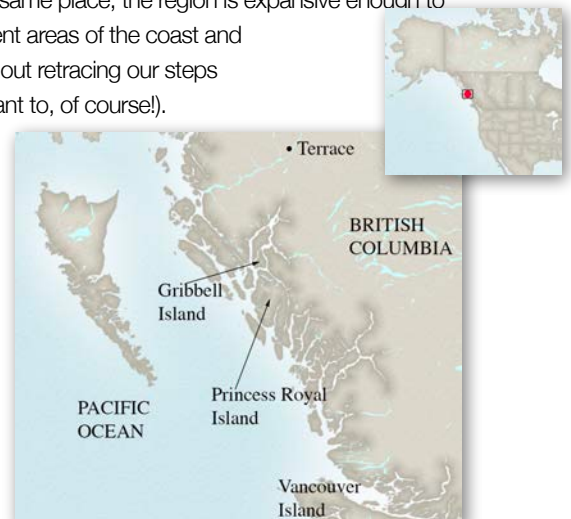 same place, the region is expansive enough to
ent areas of the coast and
out retracing our steps
ant to, of course!).
• Terrace
BRITISH
COLUMBIA
Gribbell
Island
Princess Royal
Island
PACIFIC
OCEAN
Vancouver
Island